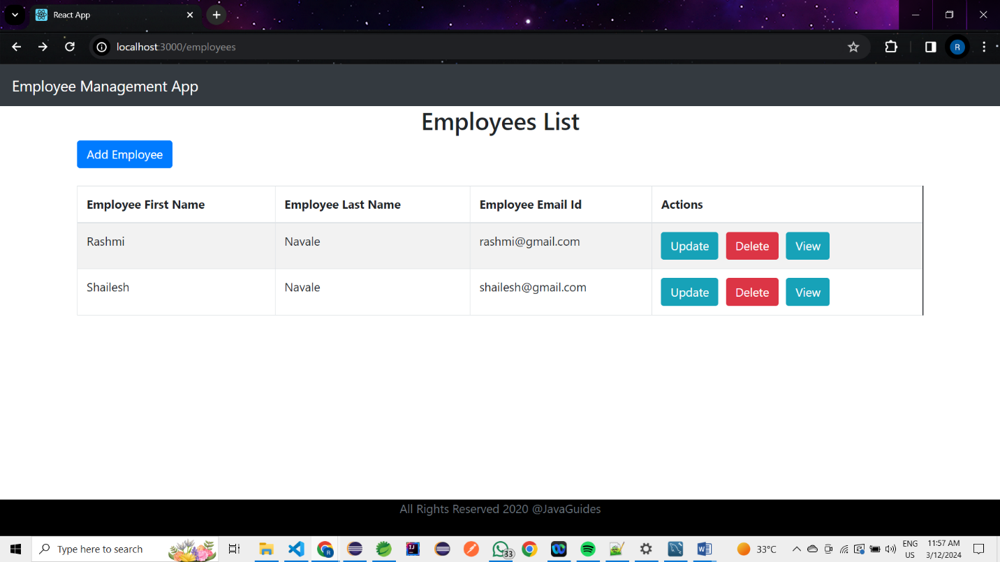 React App
localhost:3000/employees
R
Employee Management App
Employees List
Add Employee
Employee First Name Employee Last Name Employee Email Id Actions
Rashmi Navale rashmi@gmail.com Update Delete View
Shailesh Navale shailesh@gmail.com Update Delete View
All Rights Reserved 2020 @JavaGuides
Type here to search R IJ 33 33°C ENG 11:57 AM
US 3/12/2024